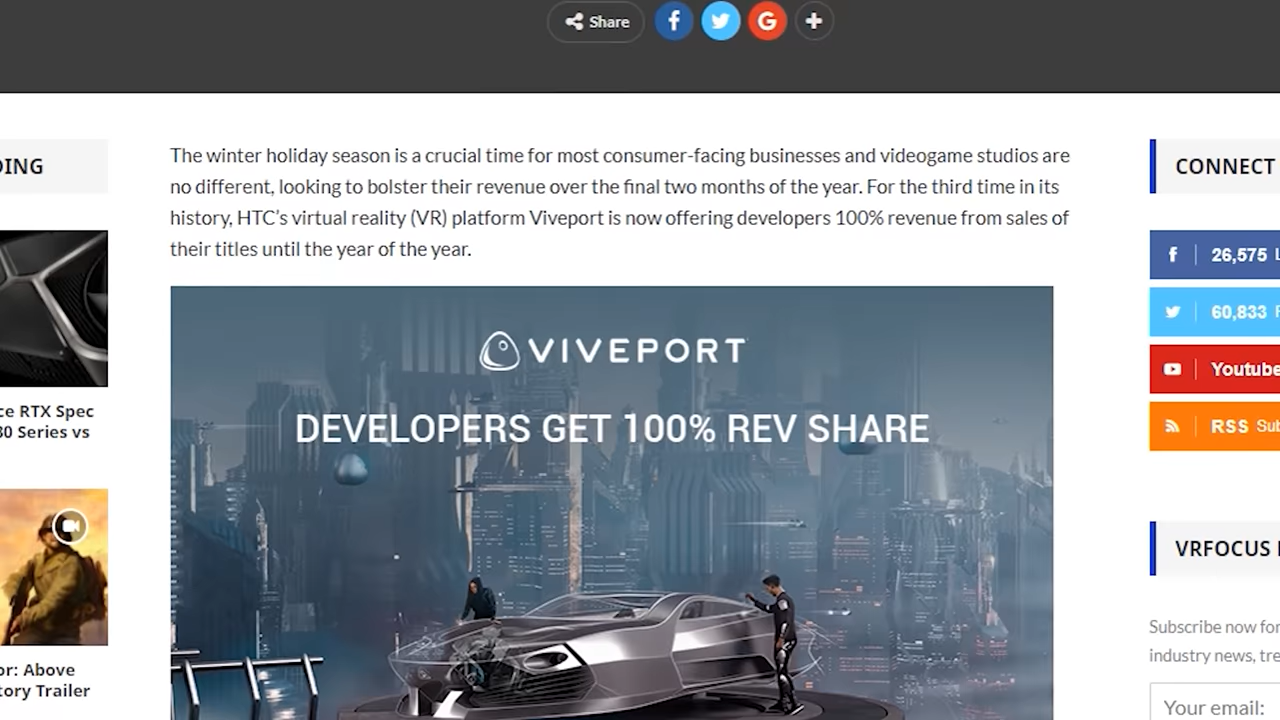 Share
DING
The winter holiday season is a crucial time for most consumer-facing businesses and videogame studios are
no different, looking to bolster their revenue over the final two months of the year. For the third time in its
history, HTC's virtual reality (VR) platform Viveport is now offering developers 100% revenue from sales of
their titles until the year of the year.
VIVEPORT
DEVELOPERS GET 100% REV SHARE
ce RTX Spec
30 Series vs
or: Above
tory Trailer
CONNECT
26,575 L
60,833 F
Youtube
RSS Sub
VRFOCUS
Subscribe now for
industry news, tre
Your email: